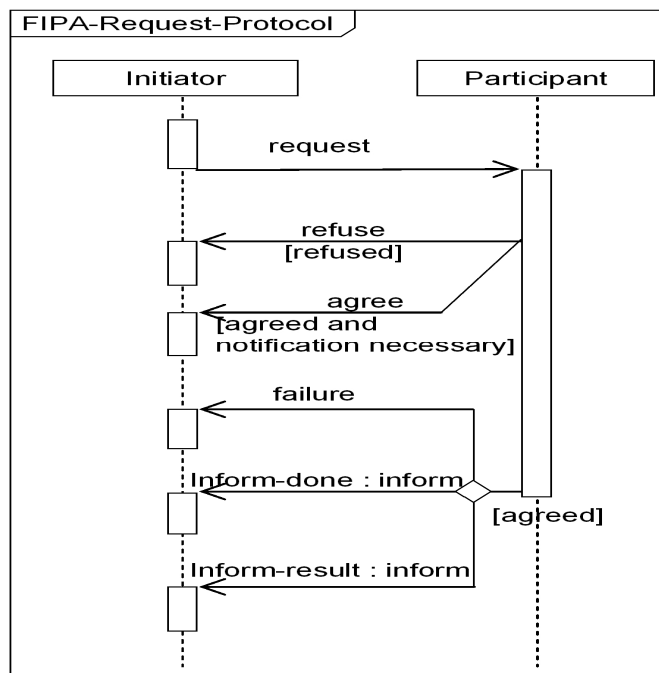 FIPA-Request-Protocol
Initiator
Participant
request
refuse
[refused]
agree
[agreed and
notification necessary]
failure
Inform-done : inform
[agreed]
Inform-result : inform